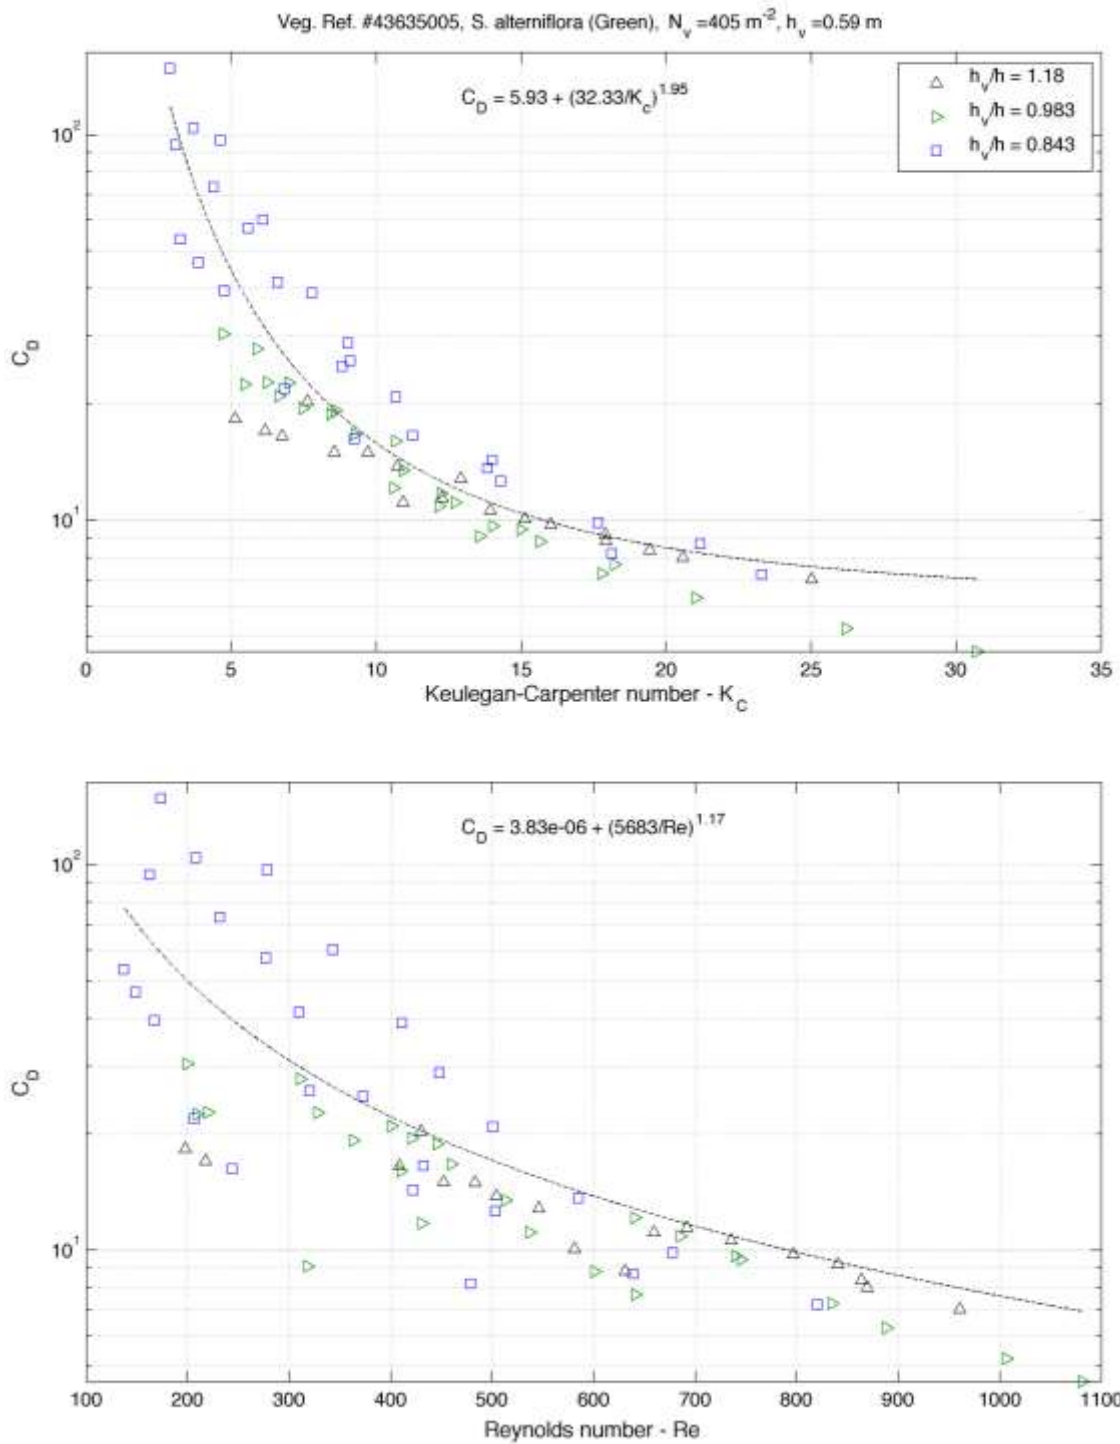 Veg. Ref. #43635005, S. alterniflora (Green), N_v =405 m^-2, h_v =0.59 m
C_D = 5.93 + (32.33/K_c)^1.95
h_v/h = 1.18
h_v/h = 0.983
h_v/h = 0.843
10^2
C_D
10^1
0 5 10 15 20 25 30 35
Keulegan-Carpenter number - K_C
C_D = 3.83e-06 + (5683/Re)^1.17
10^2
C_D
10^1
100 200 300 400 500 600 700 800 900 1000 1100
Reynolds number - Re